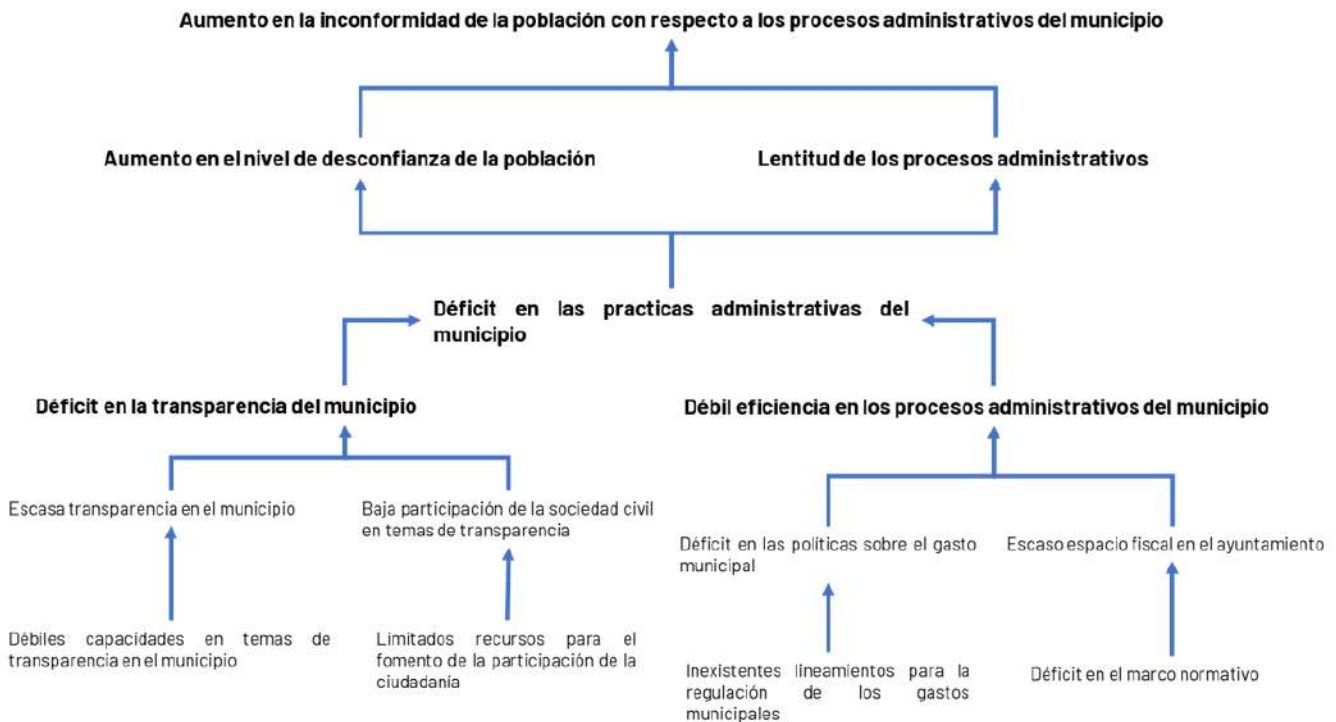 Aumento en la inconformidad de la población con respecto a los procesos administrativos del municipio
Aumento en el nivel de desconfianza de la población
Lentitud de los procesos administrativos
Déficit en las practicas administrativas del
municipio
Déficit en la transparencia del municipio
Débil eficiencia en los procesos administrativos del municipio
Escasa transparencia en el municipio
Baja participación de la sociedad civil
en temas de transparencia
Déficit en las políticas sobre el gasto
municipal
Escaso espacio fiscal en el ayuntamiento
Débiles capacidades en temas de
transparencia en el municipio
Limitados recursos para el
fomento de la participación de la
ciudadanía
Inexistentes lineamientos para la
regulación de los gastos
municipales
Déficit en el marco normativo